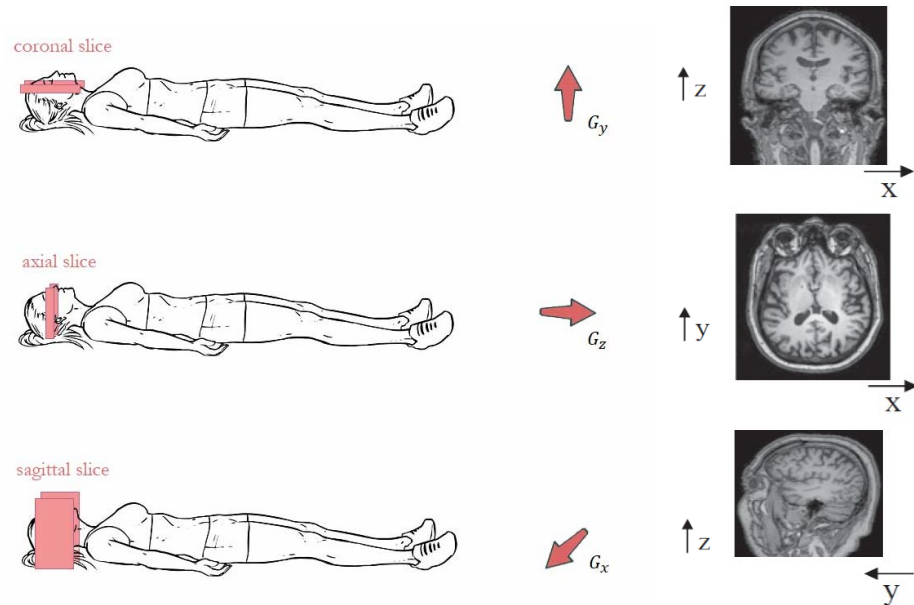 coronal slice
G_y
z
x
axial slice
G_z
y
x
sagittal slice
G_x
z
y